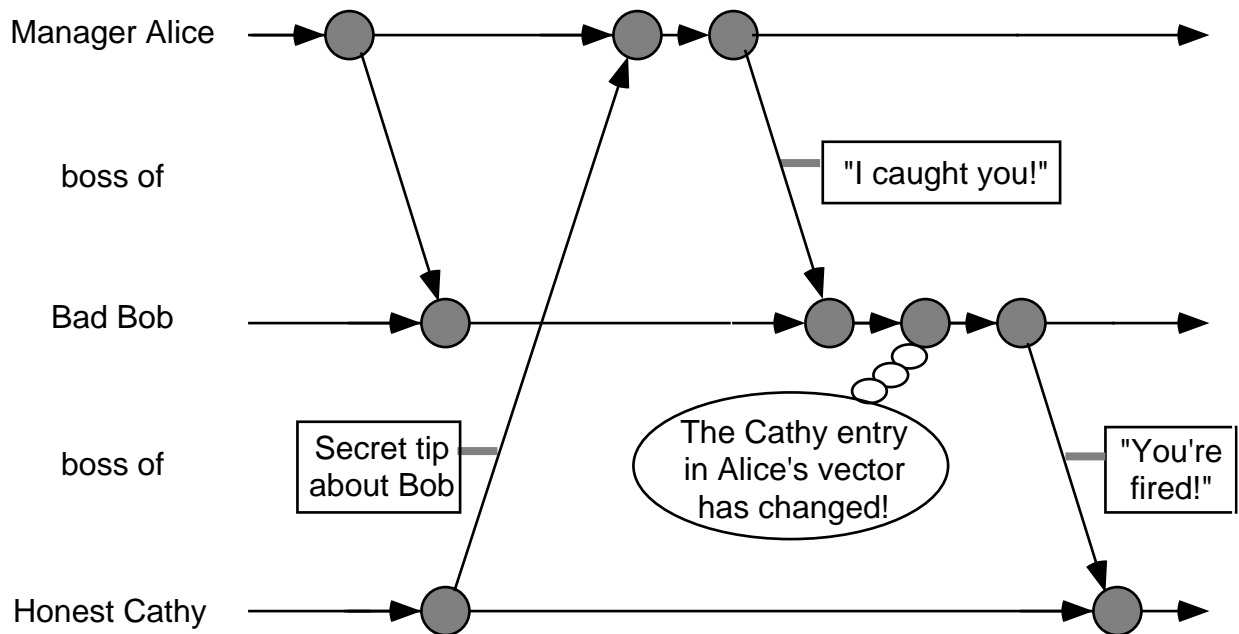 Manager Alice
boss of
"I caught you!"
Bad Bob
boss of
Secret tip
about Bob
The Cathy entry
in Alice's vector
has changed!
"You're
fired!"
Honest Cathy